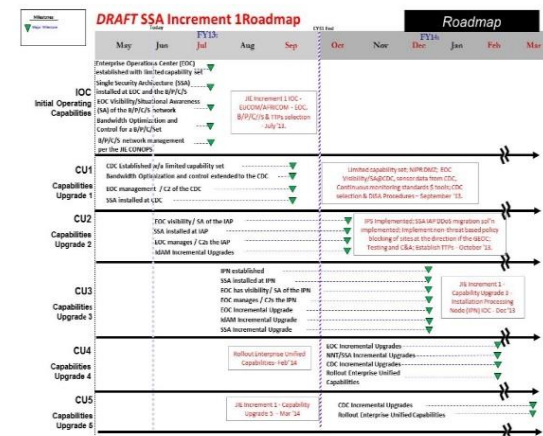 Milestones
Major Milestone
DRAFT SSA Increment 1Roadmap
Roadmap
Today
FY13 End
FY13:
FY14:
May Jun Jul Aug Sep Oct Nov Dec Jan Feb Mar
IOC
Initial Operating
Capabilities
Enterprise Operations Center (EOC)
established with limited capability set
Single Security Architecture (SSA)
installed at EOC and the B/P/C/S
EOC Visibility/Situational Awareness
(SA) of the B/P/C/S network
Bandwidth Optimization and
Control for a B/P/C/Set
B/P/C/S network management
per the JIE CONOPS
JIE Increment 1 IOC -
EUCOM/AFRICOM - EOC,
B/P/C/S & TTPs selection
- July'13.
CU1
Capabilities
Upgrade 1
CDC Established w/a limited capability set
Bandwidth Optimization and control extended to the CDC
EOC management / C2 of the CDC
SSA installed at CDC
Limited capability set; NIPR DMZ; EOC
Visibility/SA@CDC, sensor data from CDC,
Continuous monitoring standards & tools; CDC
selection & DISA Procedures - September '13.
CU2
Capabilities
Upgrade 2
EOC visibility / SA of the IAP
SSA installed at IAP
EOC manages / C2s the IAP
IdAM Incremental Upgrades
IPS Implemented; SSA IAP DDoS migration sol'n
implemented; Implement non-threat based policy
blocking of sites at the direction of the GEOC;
Testing and C&A; Establish TTPs - October '13.
CU3
Capabilities
Upgrade 3
IPN established
SSA installed at IPN
EOC has visibility / SA of the IPN
EOC manages / C2s the IPN
EOC Incremental Upgrade
IdAM Incremental Upgrade
SSA Incremental Upgrade
JIE Increment 1 -
Capability Upgrade 3 -
Installation Processing
Node (IPN) IOC - Dec'13
CU4
Capabilities
Upgrade 4
Rollout Enterprise Unified
Capabilities- Feb'14
EOC Incremental Upgrades
NNT/SSA Incremental Upgrades
CDC Incremental Upgrades
Rollout Enterprise Unified
Capabilities
CU5
Capabilities
Upgrade 5
JIE Increment 1 - Capability
Upgrade 5 - Mar '14
CDC Incremental Upgrades
Rollout Enterprise Unified Capabilities